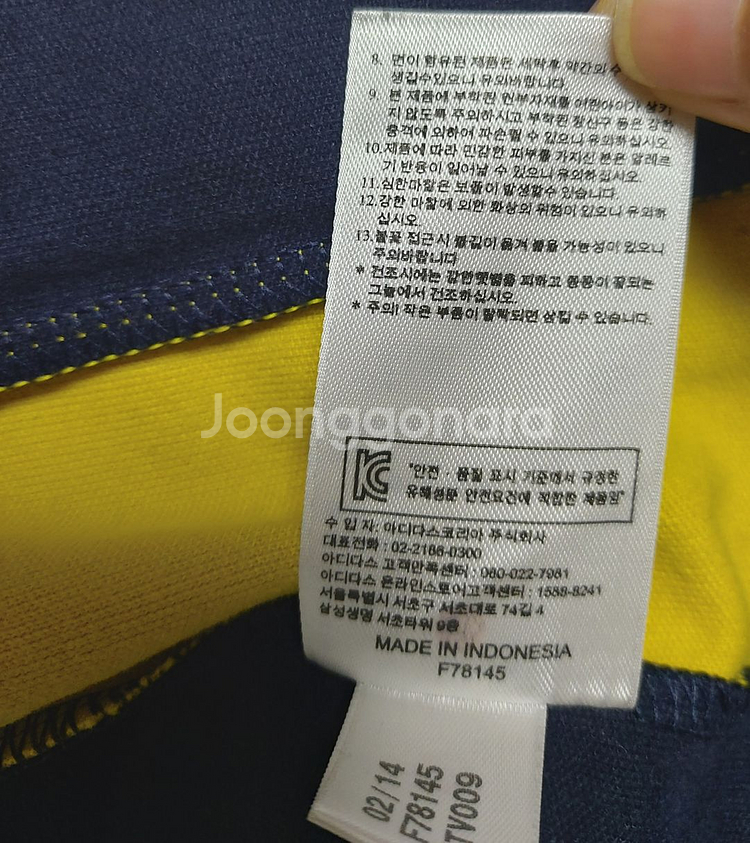 8. 면이 함유된 제품은 세탁후 약간의 수
생길수있으니 유의바랍니다.
9. 본 제품에 부착된 원부자재를 어린아이가 삼키
지 않도록 주의하시고 부착된 장신구 등은 강한
충격에 의하여 파손될 수 있으니 유의하십시오
10.제품에 따라 민감한 피부를 가지신 분은 알레르
기 반응이 일어날 수 있으니 유의하십시오.
11.심한마찰은 보풀이 발생할수 있습니다.
12.강한 마찰에 의한 화상의 위험이 있으니 유의하
십시오.
13.불꽃 접근시 불길이 옮겨 붙을 가능성이 있으니
주의바랍니다
* 건조시에는 강한햇볕을 피하고 통풍이 잘되는
그늘에서 건조하십시오.
* 주의! 작은 부품이 탈락되면 삼킬 수 있습니다.
Joonggonara
"안전·품질 표시 기준에서 규정한
유해성분 안전요건에 적합한 제품임"
수 입 자: 아디다스코리아 주식회사
대표전화 : 02-2186-0300
아디다스 고객만족센터 : 080-022-7981
아디다스 온라인스토어고객센터 : 1588-8241
서울특별시 서초구 서초대로 74길 4
삼성생명 서초타워 9층
MADE IN INDONESIA
F78145
02/14
F78145
TV009